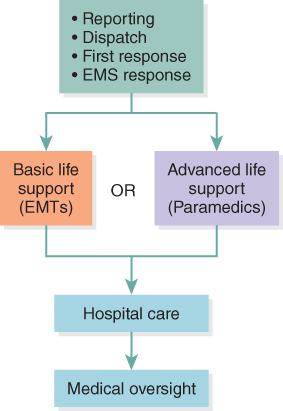 • Reporting
• Dispatch
• First response
• EMS response
Basic life
support
(EMTs)
OR
Advanced life
support
(Paramedics)
Hospital care
Medical oversight